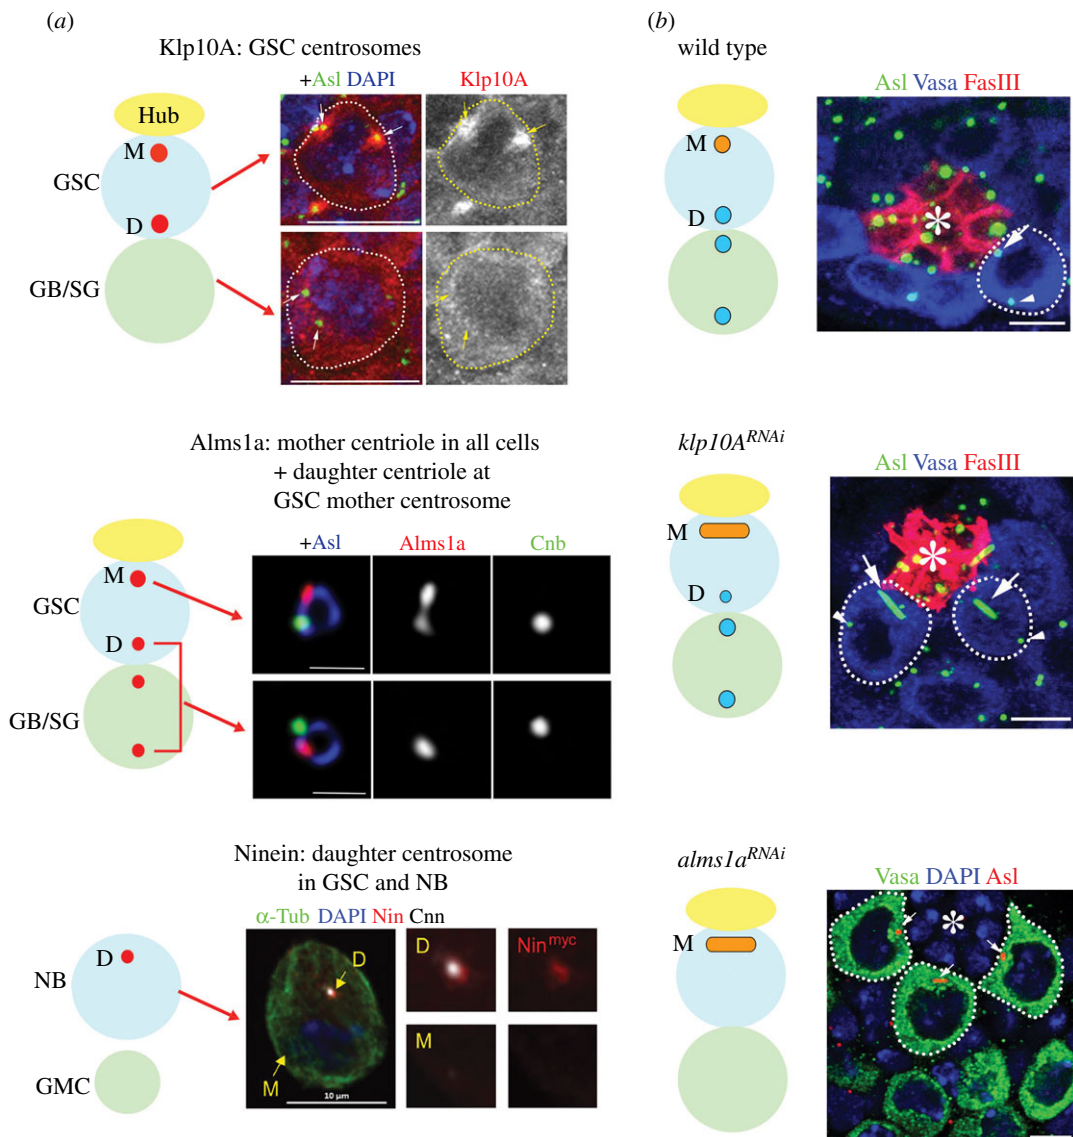 (a)
Klp10A: GSC centrosomes
+Asl DAPI
Klp10A
Hub
M
GSC
D
GB/SG
Alms1a: mother centriole in all cells
+ daughter centriole at
GSC mother centrosome
+Asl
Alms1a
Cnb
M
GSC
D
GB/SG
Ninein: daughter centrosome
in GSC and NB
α-Tub DAPI Nin Cnn
D
NB
GMC
D
M
10 µm
D
Nin^myc
M
(b)
wild type
Asl Vasa FasIII
M
D
*
klp10A^RNAi
Asl Vasa FasIII
M
D
*
alms1a^RNAi
Vasa DAPI Asl
M
*